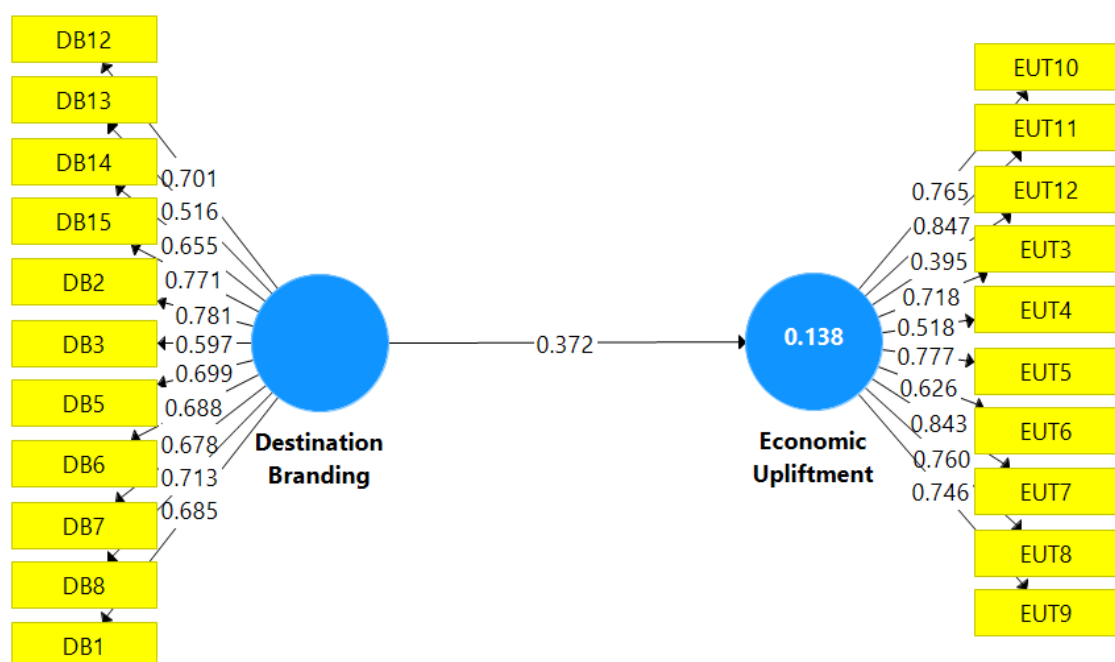 DB12
DB13
DB14
DB15
DB2
DB3
DB5
DB6
DB7
DB8
DB1
0.701
0.516
0.655
0.771
0.781
0.597
0.699
0.688
0.678
0.713
0.685
Destination
Branding
0.372
0.138
Economic
Upliftment
0.765
0.847
0.395
0.718
0.518
0.777
0.626
0.843
0.760
0.746
EUT10
EUT11
EUT12
EUT3
EUT4
EUT5
EUT6
EUT7
EUT8
EUT9